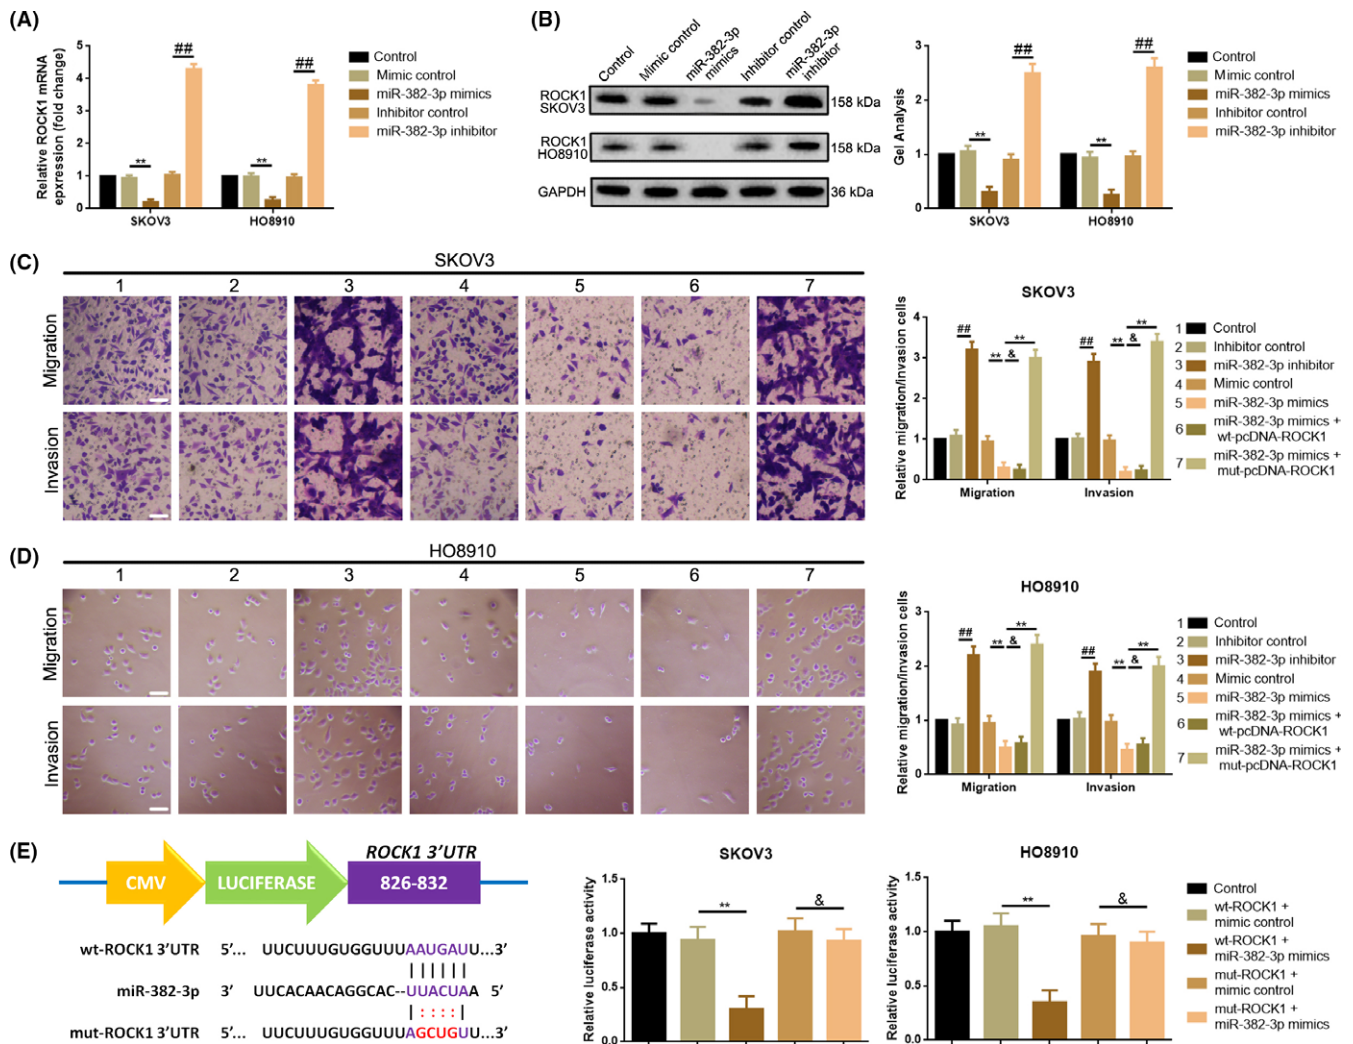 (A)
Relative ROCK1 mRNA
epxression (fold change)
5
4
3
2
1
0
**
##
**
##
SKOV3
HO8910
Control
Mimic control
miR-382-3p mimics
Inhibitor control
miR-382-3p inhibitor
(B)
Control
Mimic control
miR-382-3p
mimics
Inhibitor control
miR-382-3p
inhibitor
ROCK1
SKOV3
158 kDa
ROCK1
HO8910
158 kDa
GAPDH
36 kDa
Gel Analysis
3
2
1
0
**
##
**
##
SKOV3
HO8910
Control
Mimic control
miR-382-3p mimics
Inhibitor control
miR-382-3p inhibitor
(C)
SKOV3
1 2 3 4 5 6 7
Migration
Invasion
SKOV3
Relative migration/invasion cells
4
3
2
1
0
## ** & **
## ** & **
Migration
Invasion
1 Control
2 Inhibitor control
3 miR-382-3p inhibitor
4 Mimic control
5 miR-382-3p mimics
6 miR-382-3p mimics +
wt-pcDNA-ROCK1
7 miR-382-3p mimics +
mut-pcDNA-ROCK1
(D)
HO8910
1 2 3 4 5 6 7
Migration
Invasion
HO8910
Relative migration/invasion cells
3
2
1
0
## ** & **
## ** & **
Migration
Invasion
1 Control
2 Inhibitor control
3 miR-382-3p inhibitor
4 Mimic control
5 miR-382-3p mimics
6 miR-382-3p mimics +
wt-pcDNA-ROCK1
7 miR-382-3p mimics +
mut-pcDNA-ROCK1
(E)
ROCK1 3'UTR
CMV
LUCIFERASE
826-832
wt-ROCK1 3'UTR 5'... UUCUUUGUGGUUUAAUGAUU...3'
miR-382-3p 3' UUCACAACAGGCAC--UUACUAA 5'
mut-ROCK1 3'UTR 5'... UUCUUUGUGGUUUAGCUGUU...3'
SKOV3
Relative luciferase activity
1.5
1.0
0.5
0.0
**
&
HO8910
Relative luciferase activity
1.5
1.0
0.5
0.0
**
&
Control
wt-ROCK1 +
mimic control
wt-ROCK1 +
miR-382-3p mimics
mut-ROCK1 +
mimic control
mut-ROCK1 +
miR-382-3p mimics